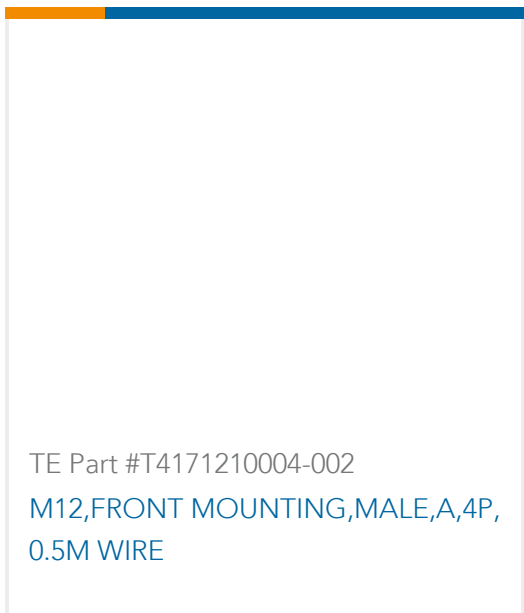 TE Part #T4171210004-002
M12,FRONT MOUNTING,MALE,A,4P,
0.5M WIRE